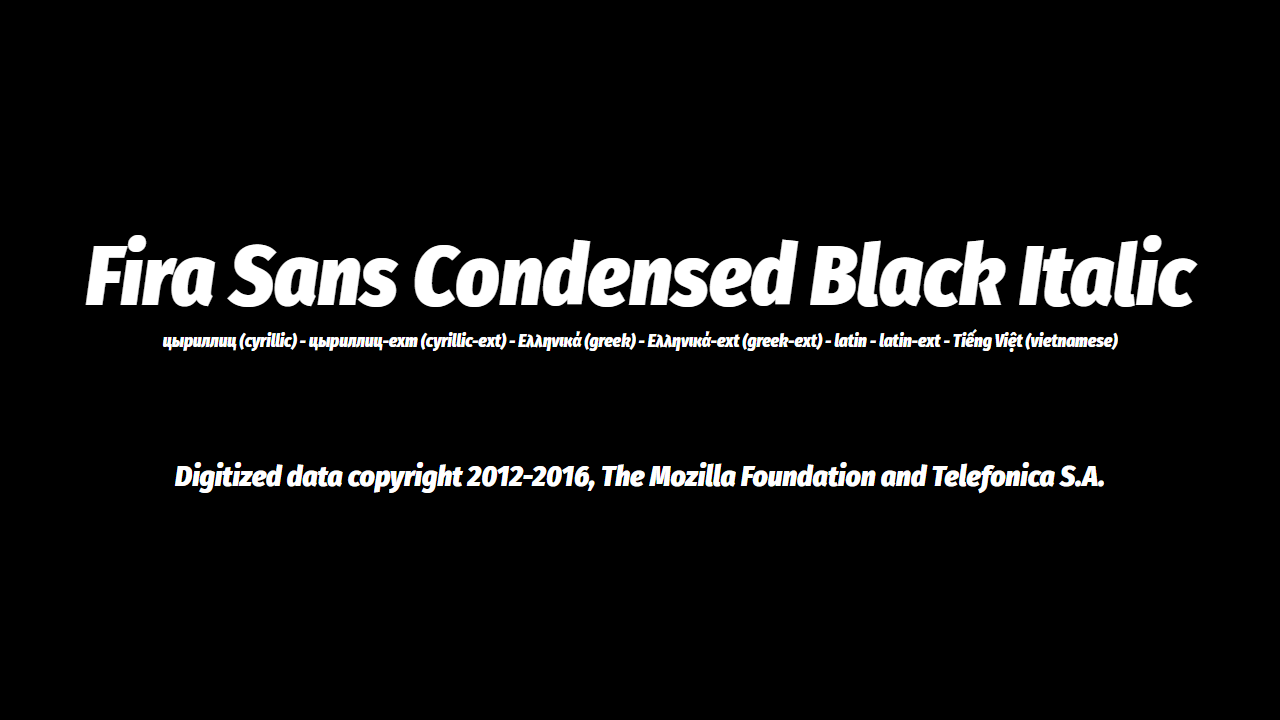 Fira Sans Condensed Black Italic
цыриллиц (cyrillic) - цыриллиц-ext (cyrillic-ext) - Ελληνικά (greek) - Ελληνικά-ext (greek-ext) - latin - latin-ext - Tiếng Việt (vietnamese)
Digitized data copyright 2012-2016, The Mozilla Foundation and Telefonica S.A.